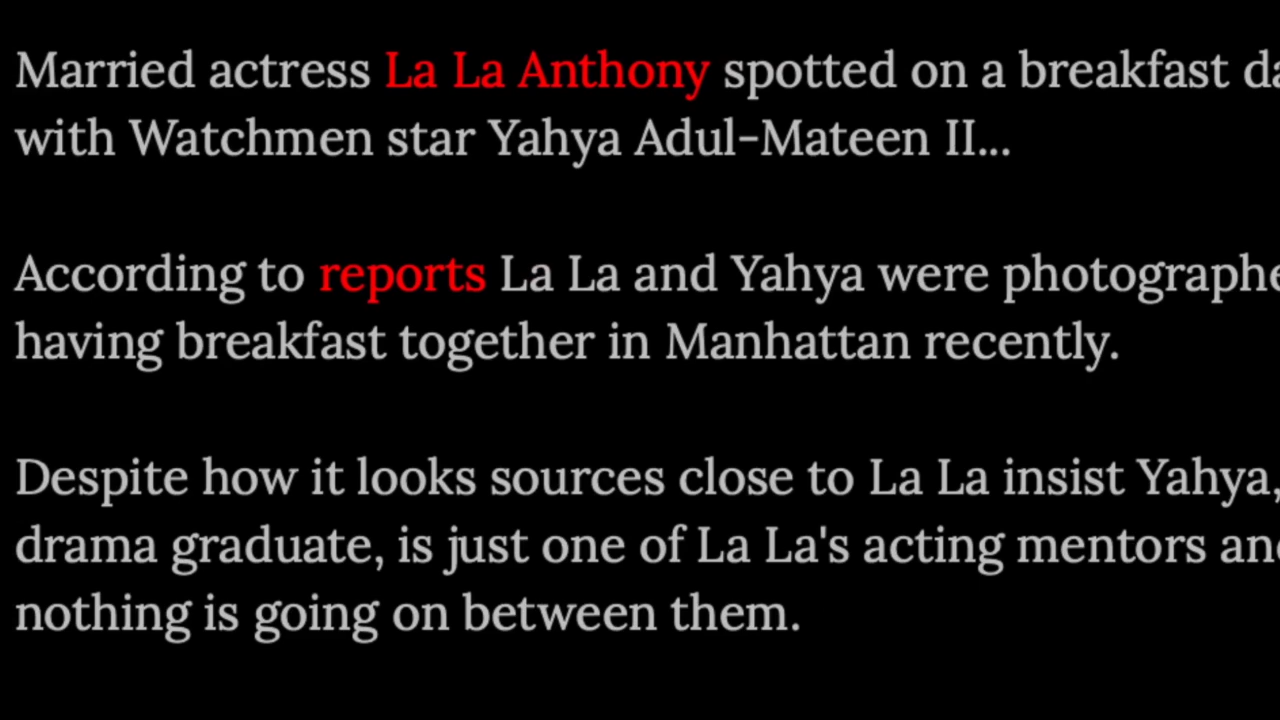 Married actress La La Anthony spotted on a breakfast
with Watchmen star Yahya Adul-Mateen II...
According to reports La La and Yahya were photographe
having breakfast together in Manhattan recently.
Despite how it looks sources close to La La insist Yahya,
drama graduate, is just one of La La's acting mentors an
nothing is going on between them.